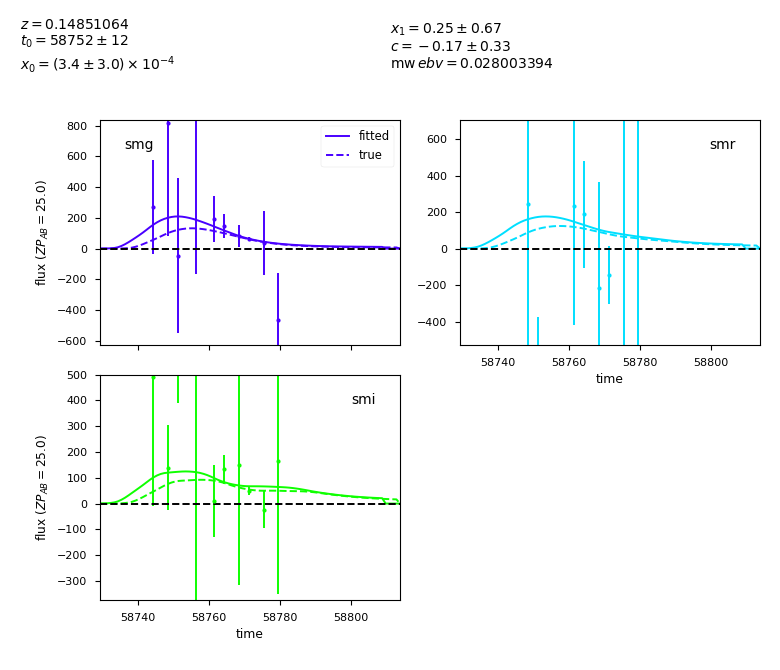 z = 0.14851064
t₀ = 58752 ± 12
x₀ = (3.4 ± 3.0) × 10⁻⁴
x₁ = 0.25 ± 0.67
c = −0.17 ± 0.33
mw ebv = 0.028003394
smg
fitted
true
800
600
400
200
0
−200
−400
−600
flux (ZP_AB = 25.0)
smr
600
400
200
0
−200
−400
58740 58760 58780 58800
time
smi
500
400
300
200
100
0
−100
−200
−300
flux (ZP_AB = 25.0)
58740 58760 58780 58800
time